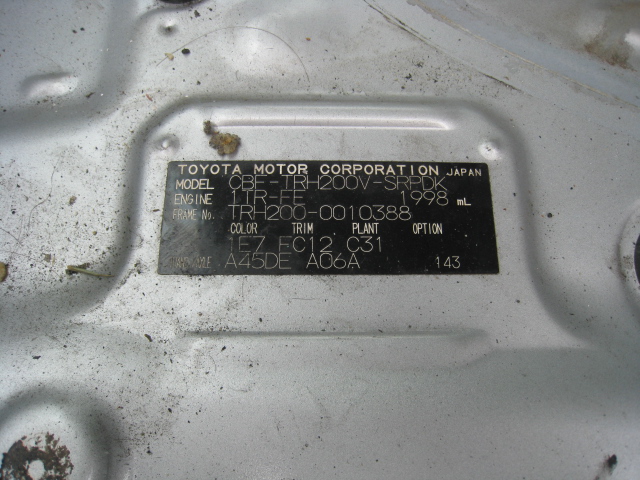 TOYOTA MOTOR CORPORATION JAPAN
MODEL CBF-TRH200V-SRPDK
ENGINE 1TR-FE 1998 mL
FRAME No. TRH200-0010388
COLOR TRIM PLANT OPTION
1E7 FC12 C31
A45DE A06A 143